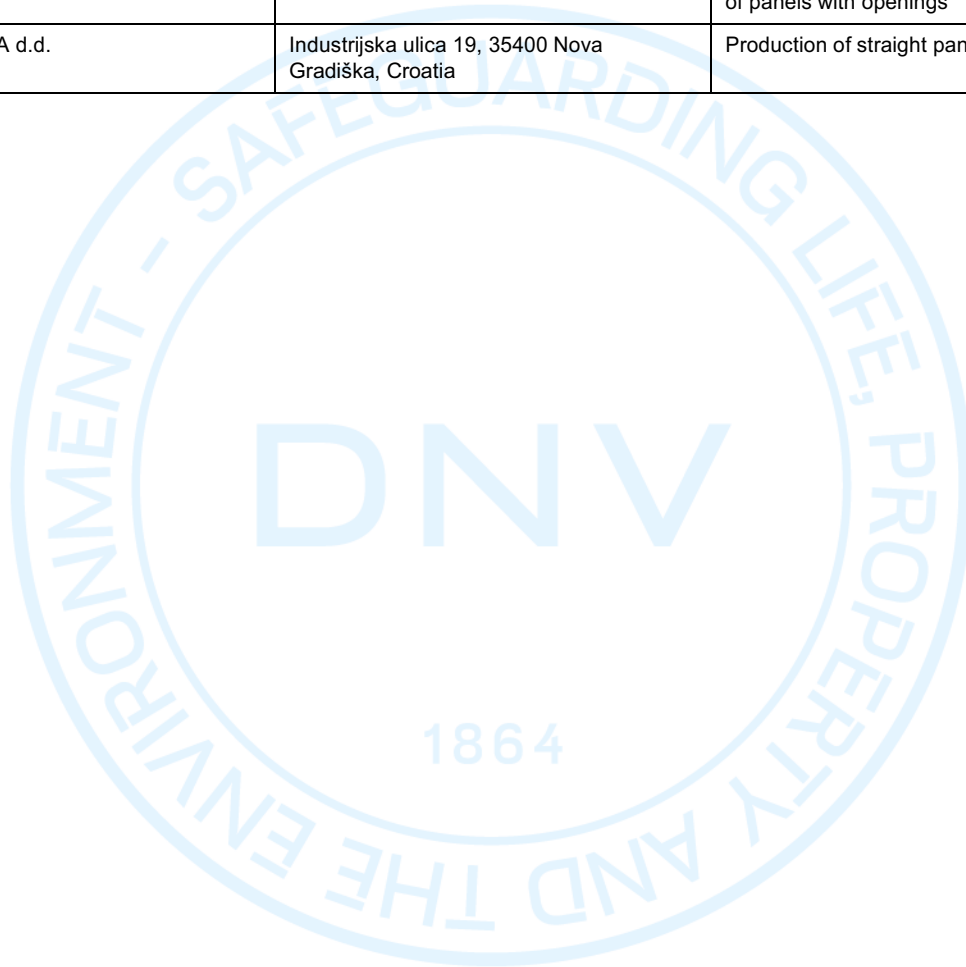 of panels with openings
A d.d.
Industrijska ulica 19, 35400 Nova
Gradiška, Croatia
Production of straight pan
SAFEGUARDING LIFE, PROPERTY AND THE ENVIRONMENT -
DNV
1864